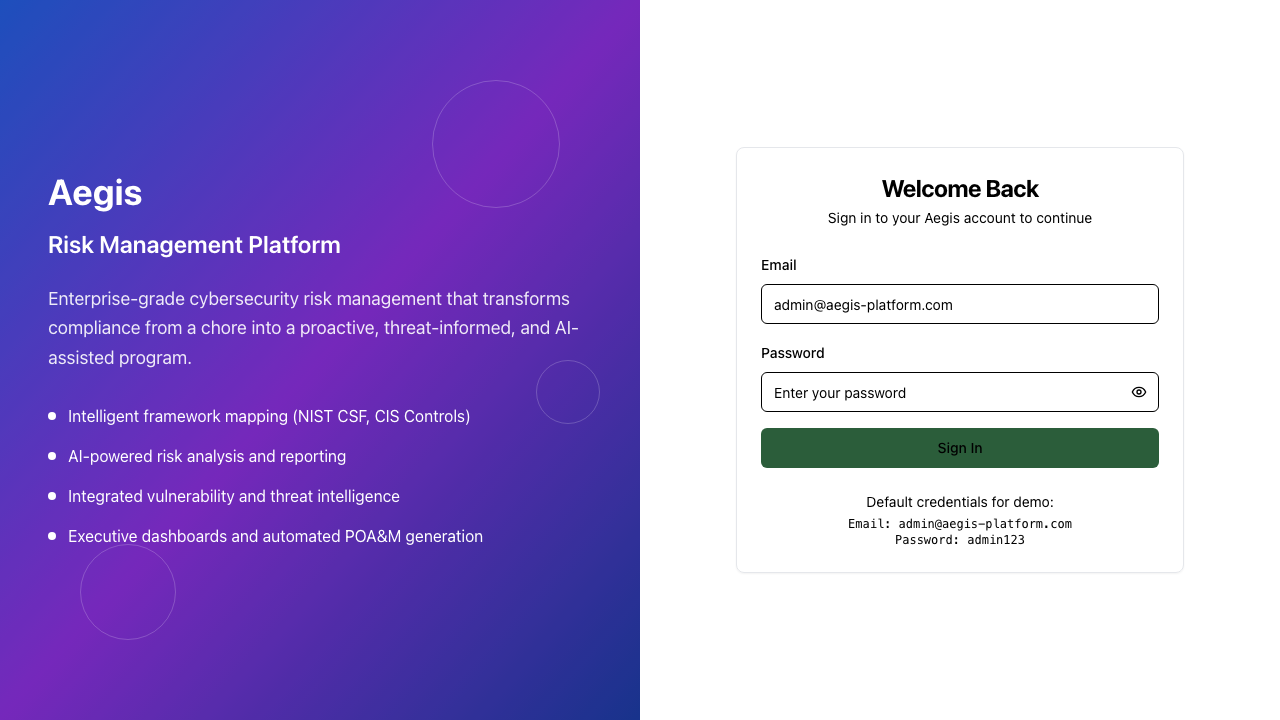 Aegis
Risk Management Platform
Enterprise-grade cybersecurity risk management that transforms
compliance from a chore into a proactive, threat-informed, and AI-
assisted program.
Intelligent framework mapping (NIST CSF, CIS Controls)
AI-powered risk analysis and reporting
Integrated vulnerability and threat intelligence
Executive dashboards and automated POA&M generation
Welcome Back
Sign in to your Aegis account to continue
Email
admin@aegis-platform.com
Password
Enter your password
Sign In
Default credentials for demo:
Email: admin@aegis-platform.com
Password: admin123